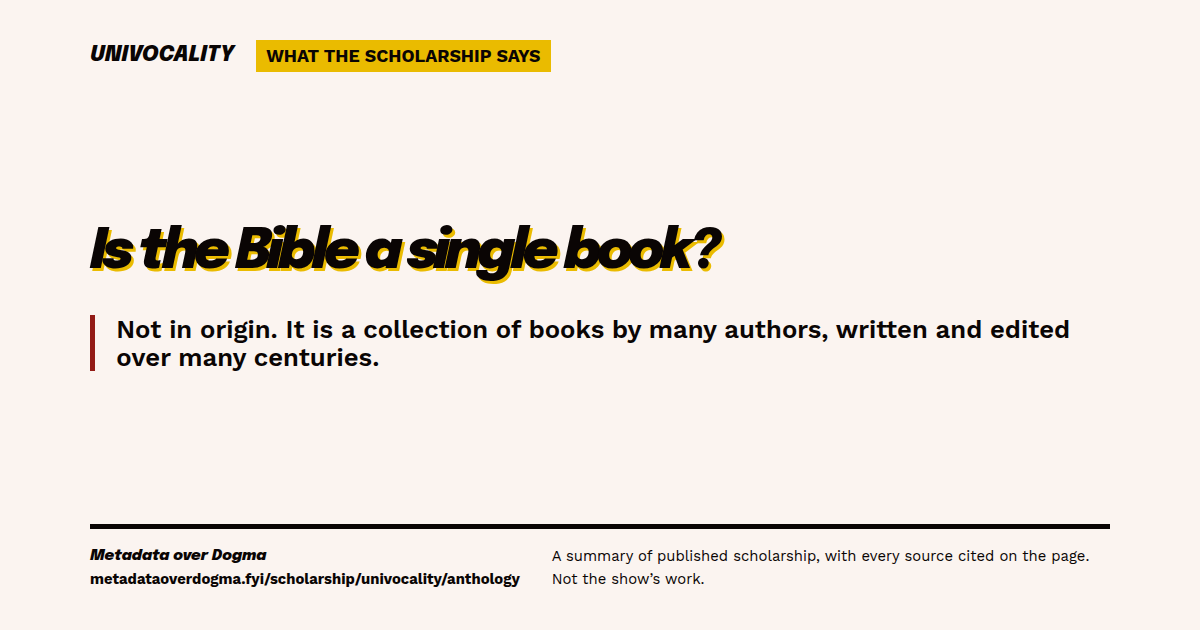 UNIVOCALITY
WHAT THE SCHOLARSHIP SAYS
Is the Bible a single book?
Not in origin. It is a collection of books by many authors, written and edited
over many centuries.
Metadata over Dogma
metadataoverdogma.fyi/scholarship/univocality/anthology
A summary of published scholarship, with every source cited on the page.
Not the show’s work.